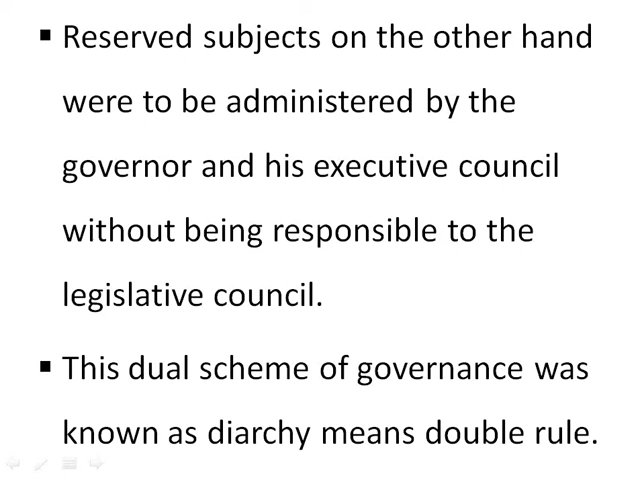 ▪ Reserved subjects on the other hand
were to be administered by the
governor and his executive council
without being responsible to the
legislative council.
▪ This dual scheme of governance was
known as diarchy means double rule.